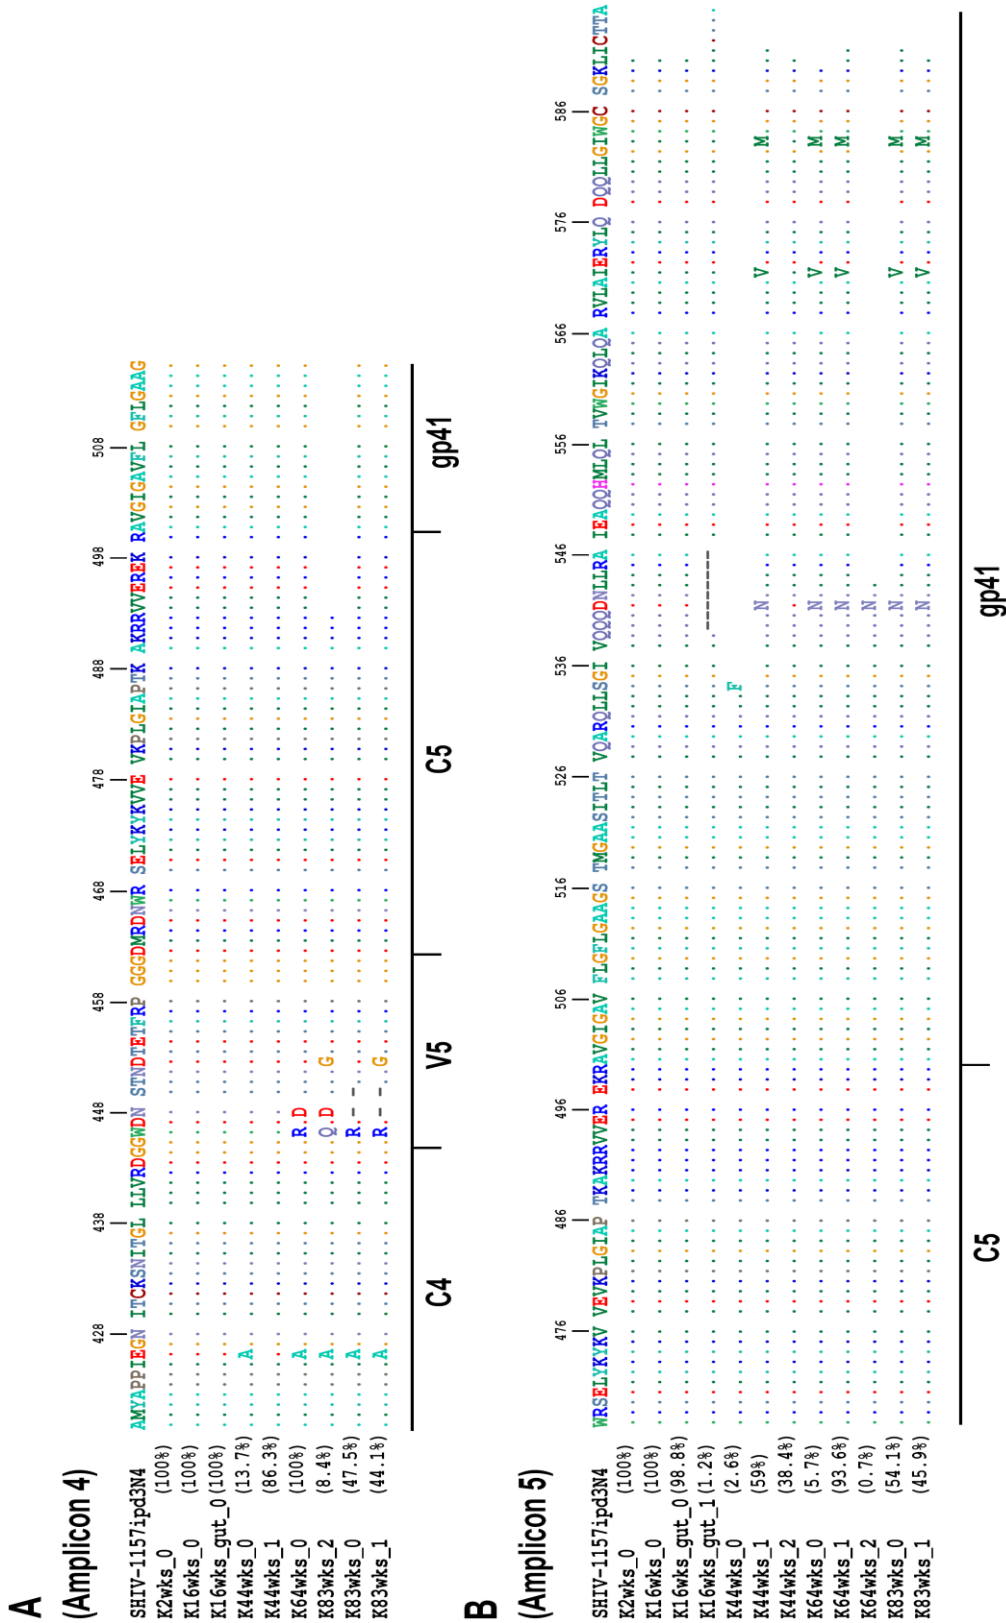 A
(Amplicon 4)
428 438 448 458 468 478 488 498 508
SHIV-1157ipd3N4 AMYAPPIEGN ITCKSNITGL LLVRDGGWDN STNDTETFRP GGGDMRDNWR SELYKYKVVE VKPLGIAPTK AKRRVVEREK RAVGIGAVFL GFLGAAG
K2wks_0 (100%)
K16wks_0 (100%)
K16wks_gut_0 (100%)
K44wks_0 (13.7%) A
K44wks_1 (86.3%)
K64wks_0 (100%) A R.D
K83wks_2 (8.4%) A Q.D G
K83wks_0 (47.5%) A R.--
K83wks_1 (44.1%) A R.-- G
C4 V5 C5 gp41
B
(Amplicon 5)
476 486 496 506 516 526 536 546 556 566 576 586
SHIV-1157ipd3N4 WRSELYKYKV VEVKPLGIAP TKAKRRVVER EKRAVGIGAV FLGFLGAAGS TMGAASITLT VQARQLLSGI VQQQDNLLRA IEAQQHMLQL TVWGIKQLQA RVLAIERYLQ DQQLLGIWGC SGKLICTTA
K2wks_0 (100%)
K16wks_0 (100%)
K16wks_gut_0 (98.8%)
K16wks_gut_1 (1.2%) -------
K44wks_0 (2.6%) F
K44wks_1 (59%) N V M
K44wks_2 (38.4%)
K64wks_0 (5.7%) N V M
K64wks_1 (93.6%) N V M
K64wks_2 (0.7%) N
K83wks_0 (54.1%) N V M
K83wks_1 (45.9%) N V M
C5 gp41